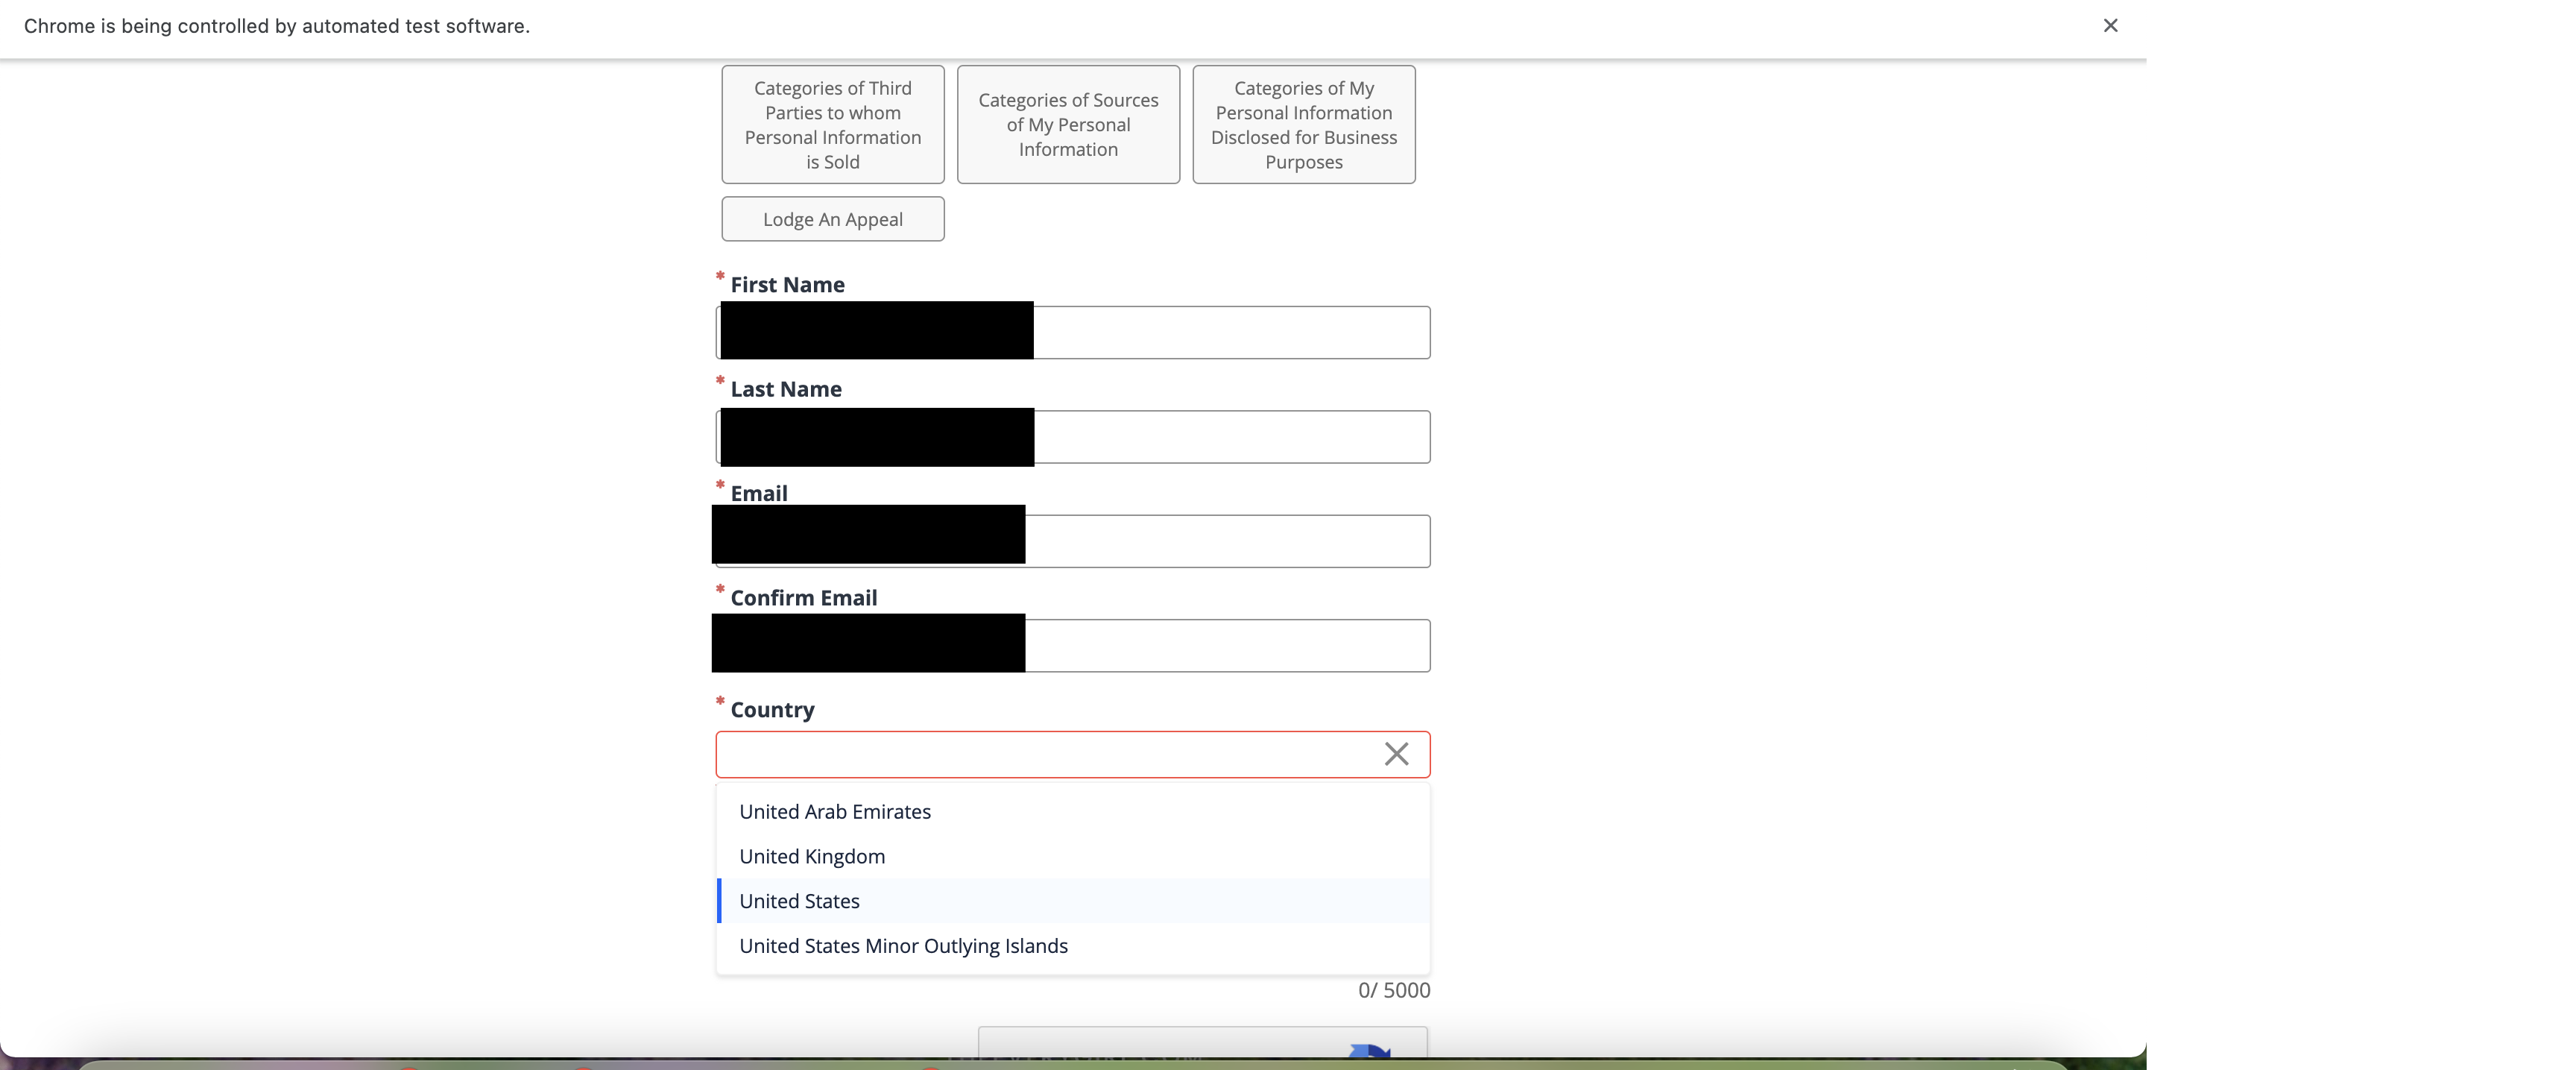 Chrome is being controlled by automated test software.
Categories of Third
Parties to whom
Personal Information
is Sold
Categories of Sources
of My Personal
Information
Categories of My
Personal Information
Disclosed for Business
Purposes
Lodge An Appeal
* First Name
* Last Name
* Email
* Confirm Email
* Country
United Arab Emirates
United Kingdom
United States
United States Minor Outlying Islands
0/ 5000